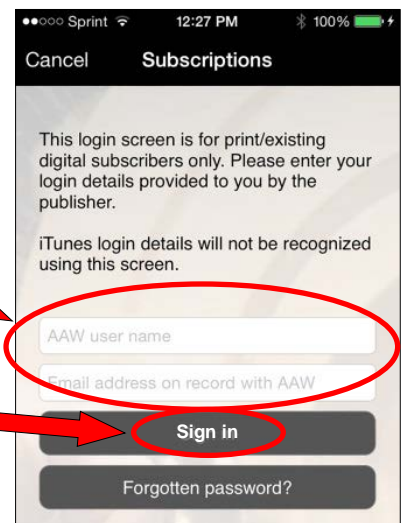 Sprint 12:27 PM 100%
Cancel Subscriptions
This login screen is for print/existing
digital subscribers only. Please enter your
login details provided to you by the
publisher.
iTunes login details will not be recognized
using this screen.
AAW user name
Email address on record with AAW
Sign in
Forgotten password?